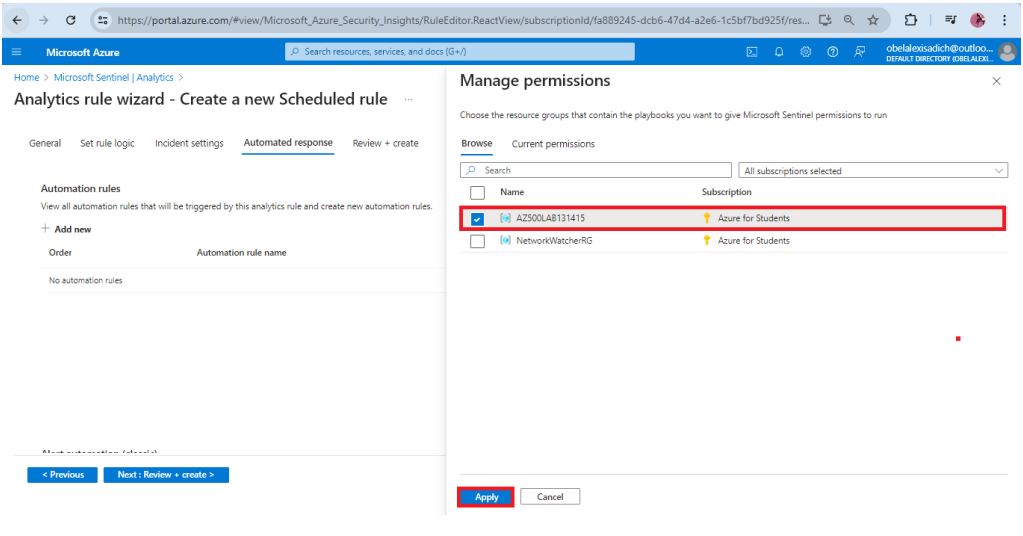 https://portal.azure.com/#view/Microsoft_Azure_Security_Insights/RuleEditor.ReactView/subscriptionId/fa889245-dcb6-47d4-a2e6-1c5bf7bd925f/res...
Microsoft Azure
Search resources, services, and docs (G+/)
obelalexisadich@outloo...
DEFAULT DIRECTORY (OBELALEXI...
Home > Microsoft Sentinel | Analytics >
Analytics rule wizard - Create a new Scheduled rule ...
General Set rule logic Incident settings Automated response Review + create
Automation rules
View all automation rules that will be triggered by this analytics rule and create new automation rules.
+ Add new
Order Automation rule name
No automation rules
Alert automation (classic)
< Previous Next : Review + create >
Manage permissions
Choose the resource groups that contain the playbooks you want to give Microsoft Sentinel permissions to run
Browse Current permissions
Search All subscriptions selected
Name Subscription
AZ500LAB131415 Azure for Students
NetworkWatcherRG Azure for Students
Apply Cancel